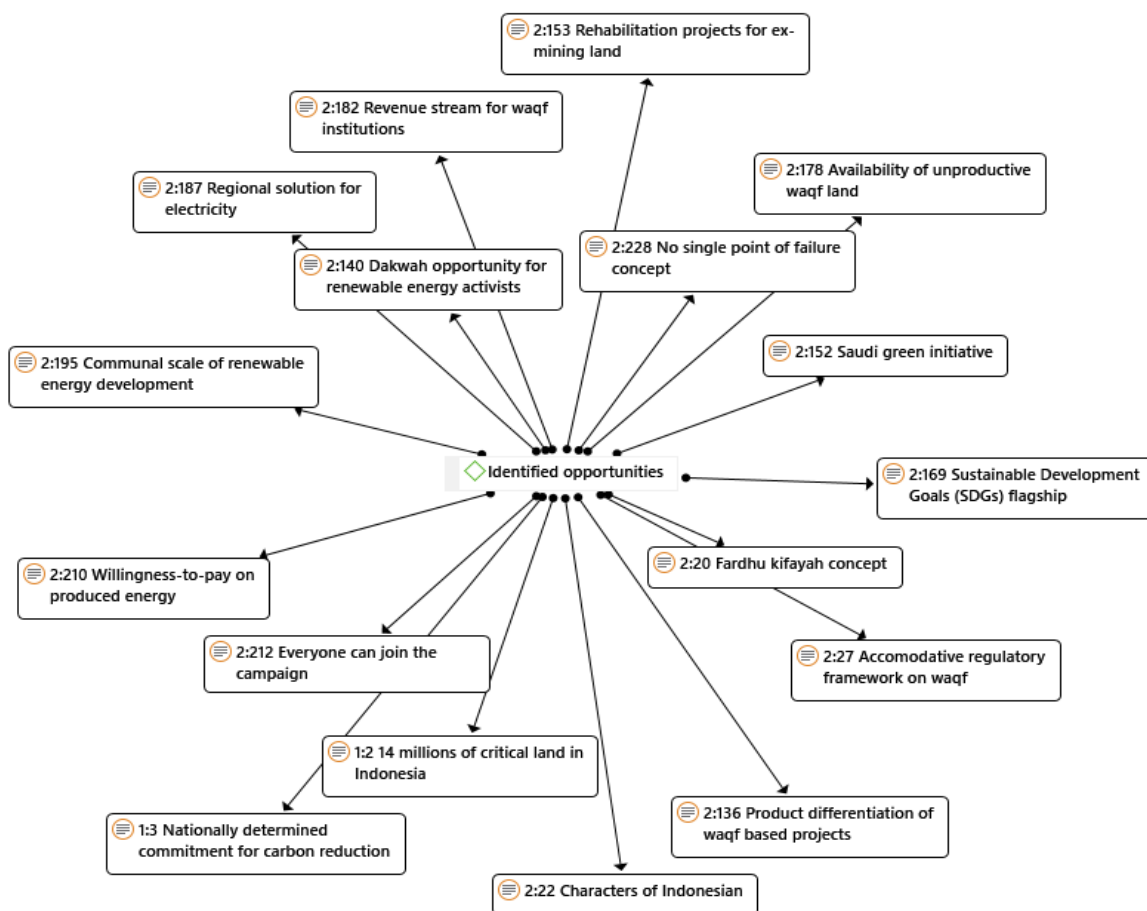 2:153 Rehabilitation projects for ex-
mining land
2:182 Revenue stream for waqf
institutions
2:178 Availability of unproductive
waqf land
2:187 Regional solution for
electricity
2:228 No single point of failure
concept
2:140 Dakwah opportunity for
renewable energy activists
2:152 Saudi green initiative
2:195 Communal scale of renewable
energy development
Identified opportunities
2:169 Sustainable Development
Goals (SDGs) flagship
2:20 Fardhu kifayah concept
2:210 Willingness-to-pay on
produced energy
2:212 Everyone can join the
campaign
2:27 Accomodative regulatory
framework on waqf
1:2 14 millions of critical land in
Indonesia
2:136 Product differentiation of
waqf based projects
1:3 Nationally determined
commitment for carbon reduction
2:22 Characters of Indonesian